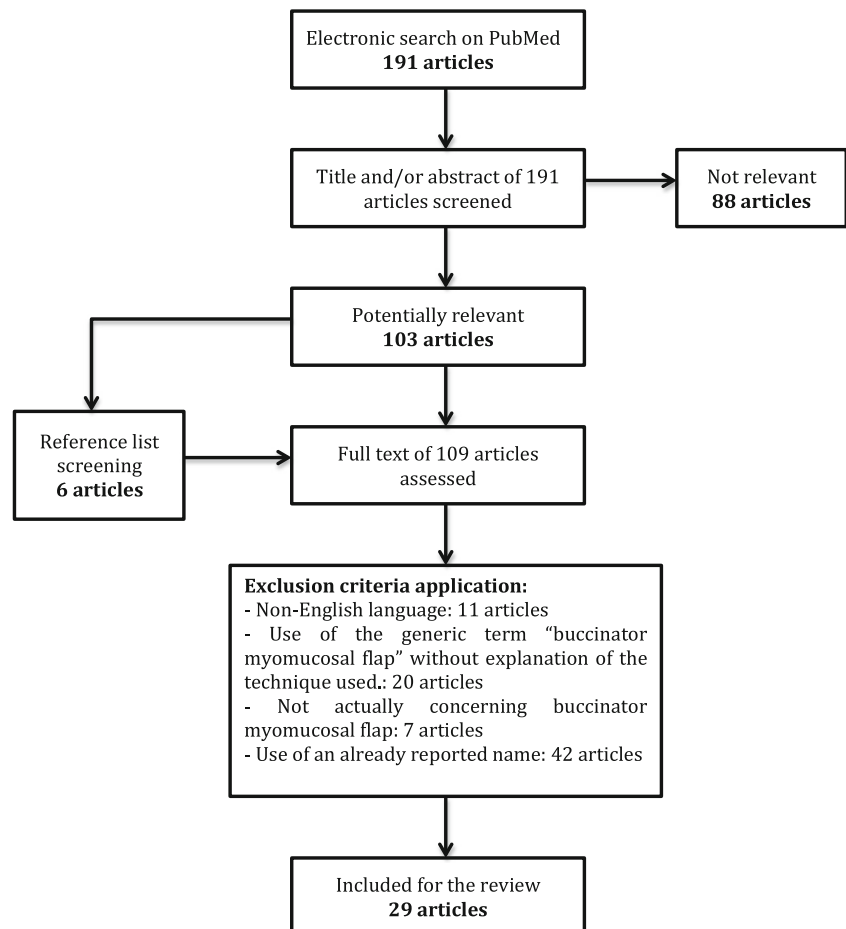 Electronic search on PubMed
191 articles
Title and/or abstract of 191
articles screened
Not relevant
88 articles
Potentially relevant
103 articles
Reference list
screening
6 articles
Full text of 109 articles
assessed
Exclusion criteria application:
- Non-English language: 11 articles
- Use of the generic term “buccinator
myomucosal flap” without explanation of the
technique used.: 20 articles
- Not actually concerning buccinator
myomucosal flap: 7 articles
- Use of an already reported name: 42 articles
Included for the review
29 articles